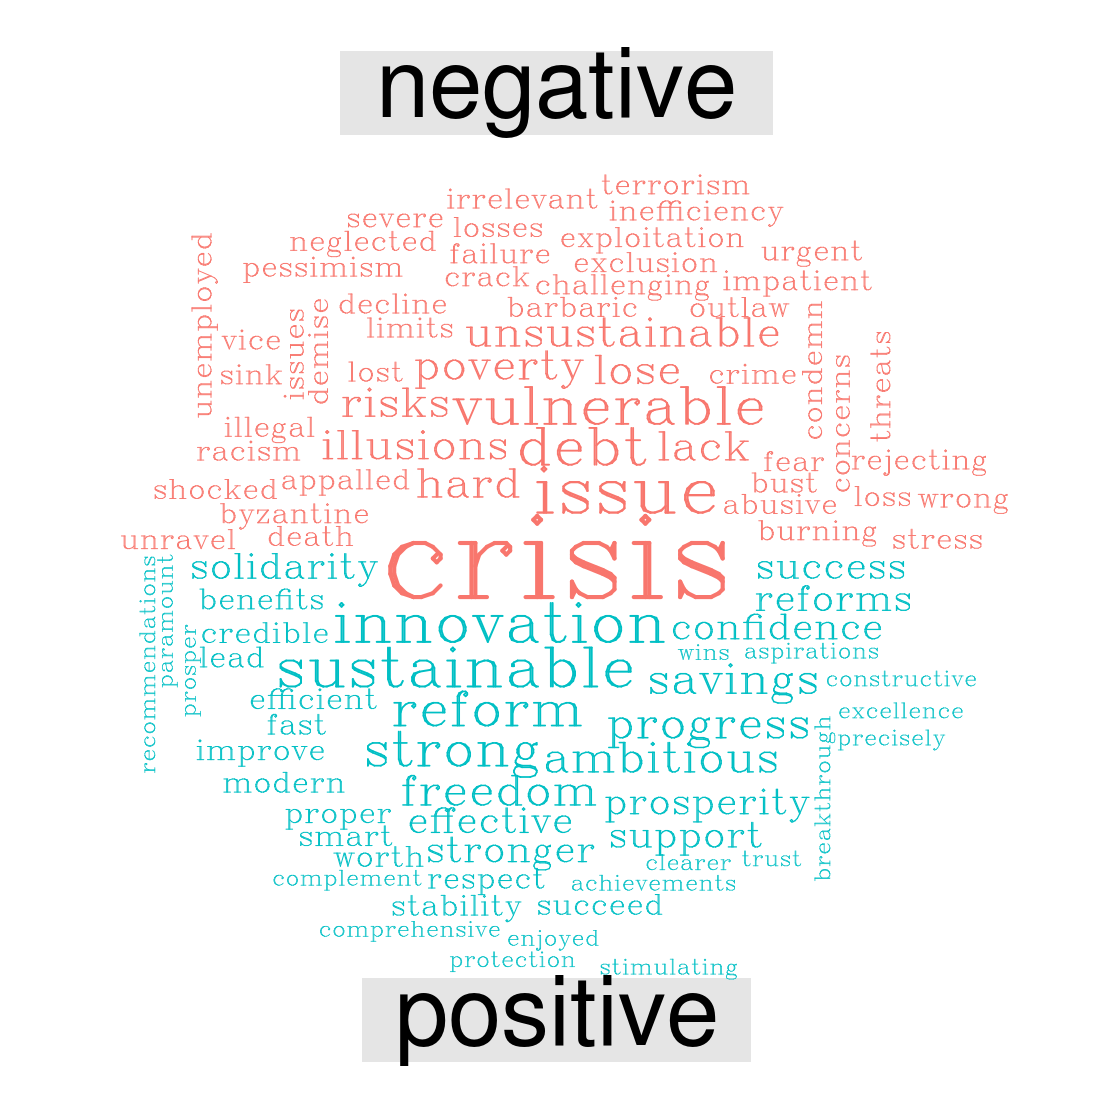 negative
terrorism
irrelevant
inefficiency
severe
losses
neglected
exploitation
failure
urgent
pessimism
exclusion
crack
challenging
impatient
unemployed
decline
barbaric
outlaw
issues
demise
limits
unsustainable
condemn
vice
threats
sink
lost
poverty
lose
crime
concerns
risks
vulnerable
illegal
illusions
debt
lack
racism
fear
rejecting
shocked
appalled
hard
issue
bust
abusive
loss
wrong
byzantine
burning
unravel
death
crisis
stress
recommendations
paramount
solidarity
success
benefits
reforms
prosper
credible
innovation
confidence
lead
sustainable
wins
aspirations
savings
constructive
efficient
reform
excellence
fast
progress
precisely
improve
strong
ambitious
breakthrough
modern
freedom
prosperity
proper
effective
smart
support
worth
stronger
clearer
trust
complement
respect
achievements
stability
succeed
comprehensive
enjoyed
protection
stimulating
positive